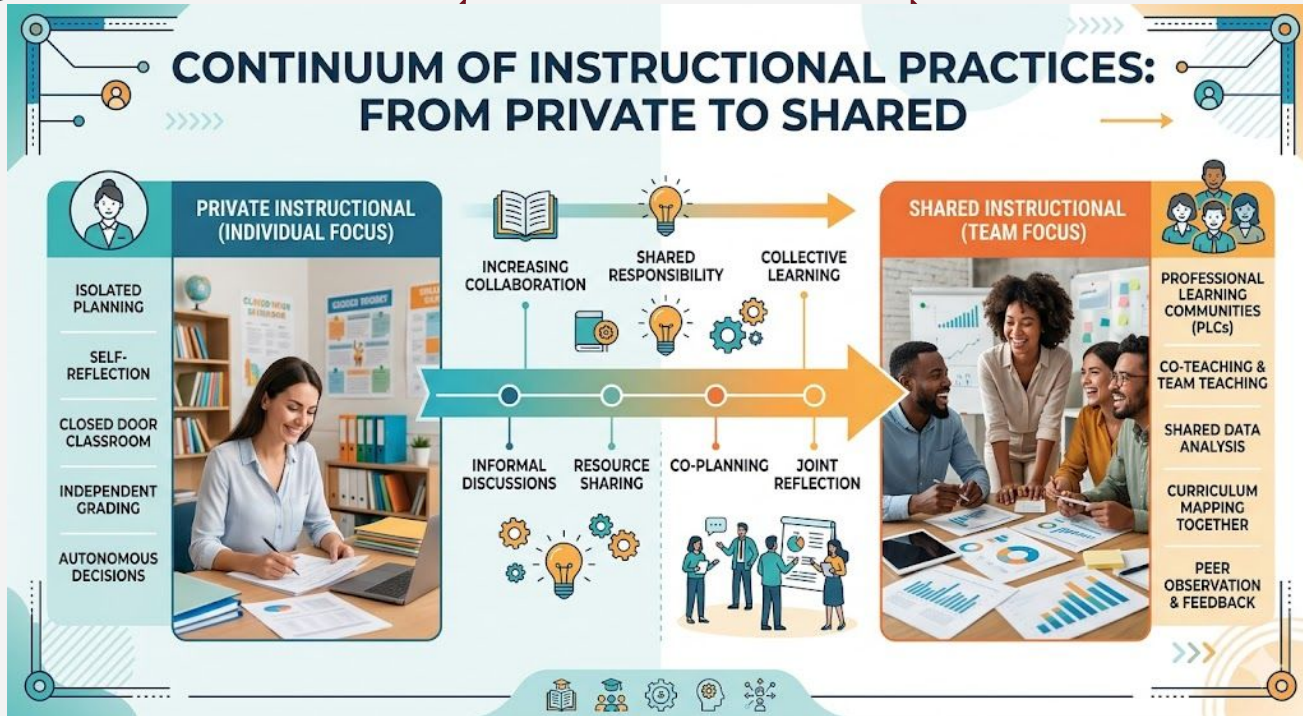 CONTINUUM OF INSTRUCTIONAL PRACTICES:
FROM PRIVATE TO SHARED
PRIVATE INSTRUCTIONAL
(INDIVIDUAL FOCUS)
ISOLATED
PLANNING
SELF-
REFLECTION
CLOSED DOOR
CLASSROOM
INDEPENDENT
GRADING
AUTONOMOUS
DECISIONS
INCREASING
COLLABORATION
SHARED
RESPONSIBILITY
COLLECTIVE
LEARNING
INFORMAL
DISCUSSIONS
RESOURCE
SHARING
CO-PLANNING
JOINT
REFLECTION
SHARED INSTRUCTIONAL
(TEAM FOCUS)
PROFESSIONAL
LEARNING
COMMUNITIES
(PLCs)
CO-TEACHING &
TEAM TEACHING
SHARED DATA
ANALYSIS
CURRICULUM
MAPPING
TOGETHER
PEER
OBSERVATION
& FEEDBACK